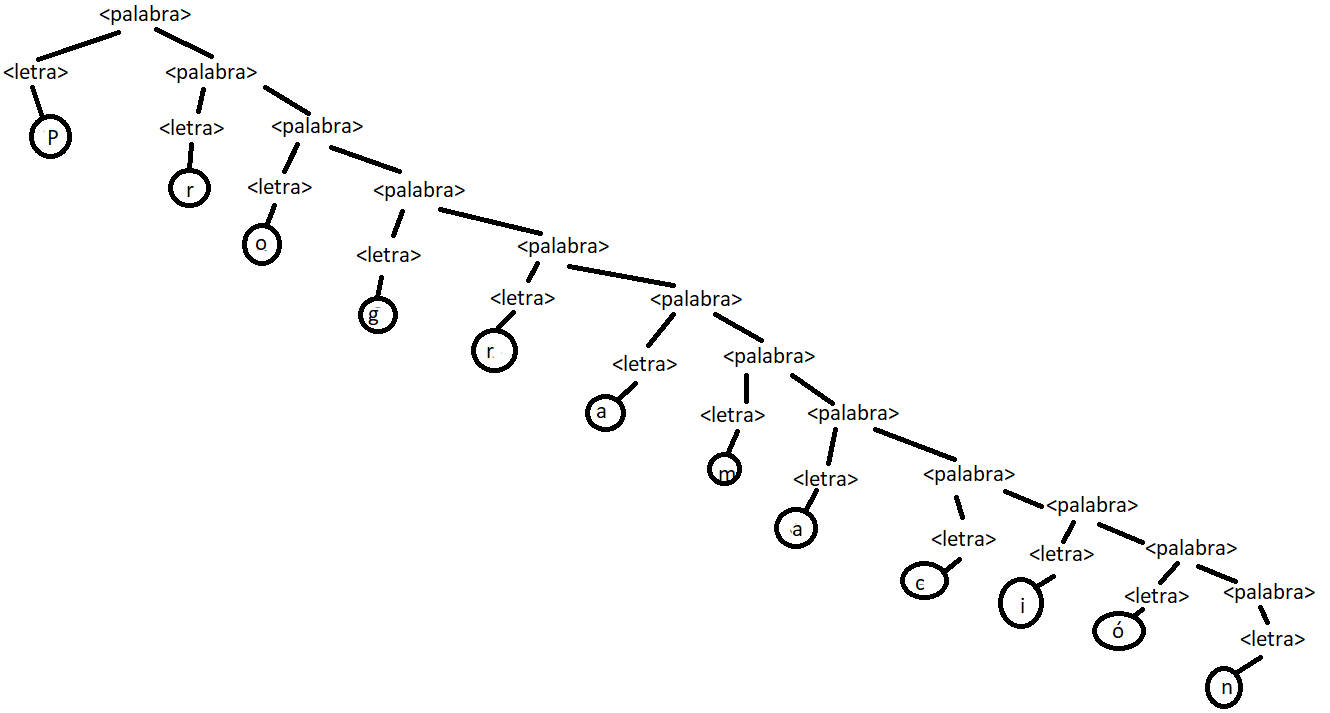 <palabra>
<letra> <palabra>
<letra> <palabra>
P
r
<letra> <palabra>
o
<letra> <palabra>
g
<letra> <palabra>
r
<letra> <palabra>
a
<letra> <palabra>
m
<letra> <palabra>
a
<letra> <palabra>
c
<letra> <palabra>
i
<letra> <palabra>
ó
<letra>
n